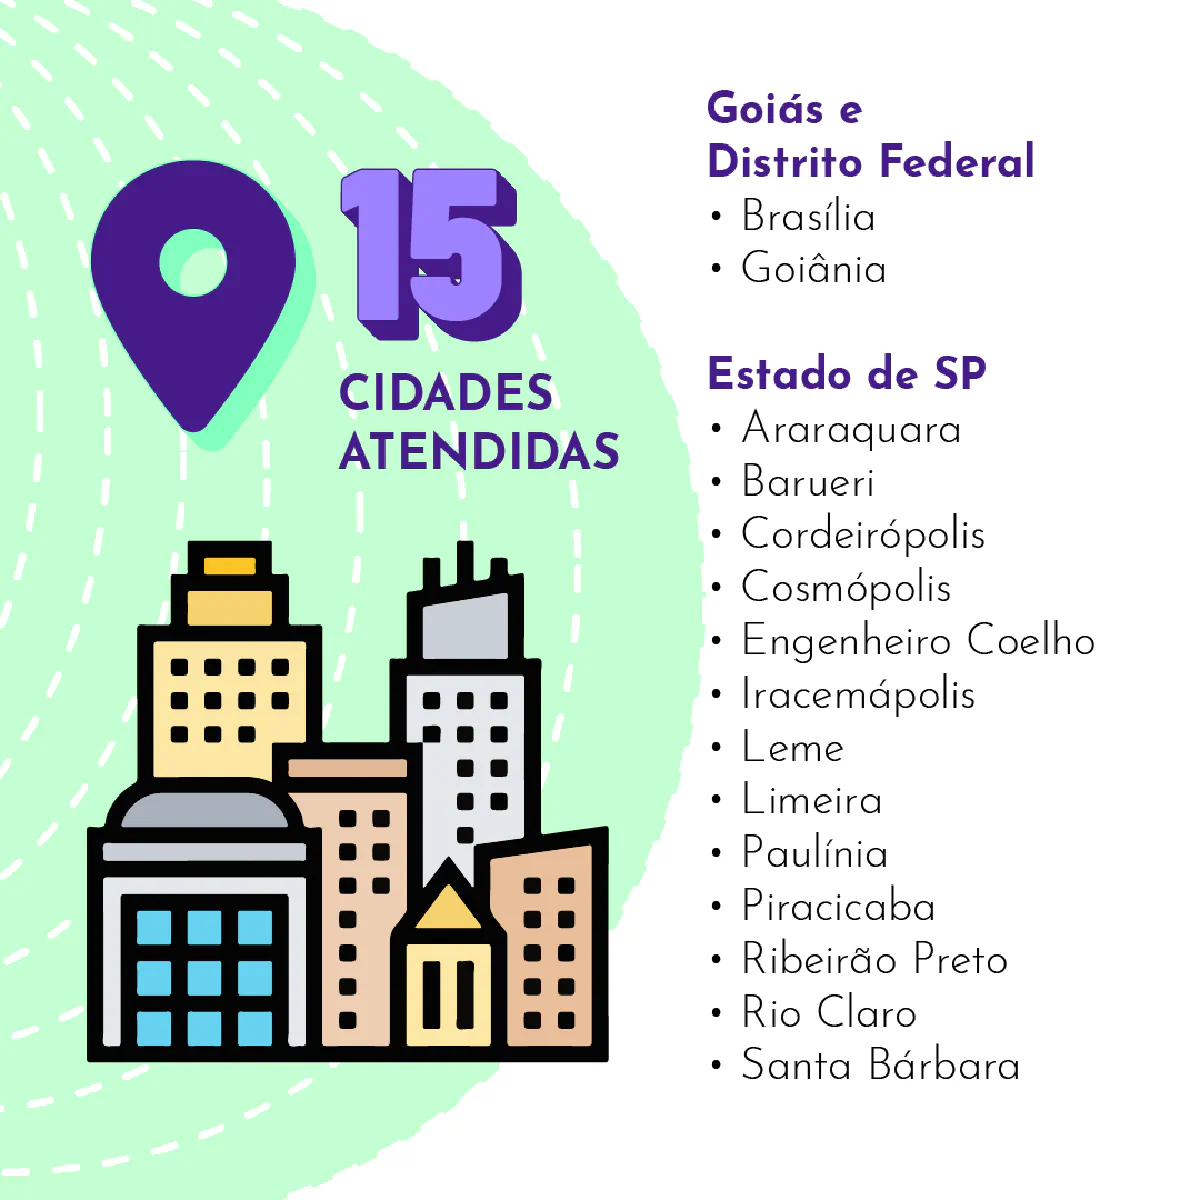 15
CIDADES
ATENDIDAS
Goiás e
Distrito Federal
• Brasília
• Goiânia
Estado de SP
• Araraquara
• Barueri
• Cordeirópolis
• Cosmópolis
• Engenheiro Coelho
• Iracemápolis
• Leme
• Limeira
• Paulínia
• Piracicaba
• Ribeirão Preto
• Rio Claro
• Santa Bárbara